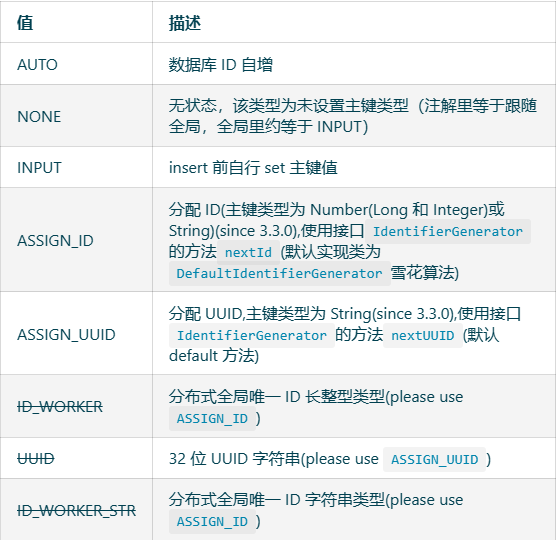 值 描述
AUTO 数据库 ID 自增
无状态，该类型为未设置主键类型（注解里等于跟随
NONE
全局，全局里约等于 INPUT）
INPUT insert 前自行 set 主键值
分配 ID(主键类型为 Number(Long 和 Integer)或
String)(since 3.3.0),使用接口 IdentifierGenerator
ASSIGN_ID
的方法 nextId (默认实现类为
DefaultIdentifierGenerator 雪花算法)
分配 UUID,主键类型为 String(since 3.3.0),使用接口
ASSIGN_UUID
IdentifierGenerator 的方法 nextUUID (默认
default 方法)
分布式全局唯一 ID 长整型类型(please use
ID_WORKER
ASSIGN_ID )
UUID 32 位 UUID 字符串(please use ASSIGN_UUID )
分布式全局唯一 ID 字符串类型(please use
ID_WORKER_STR
ASSIGN_ID )